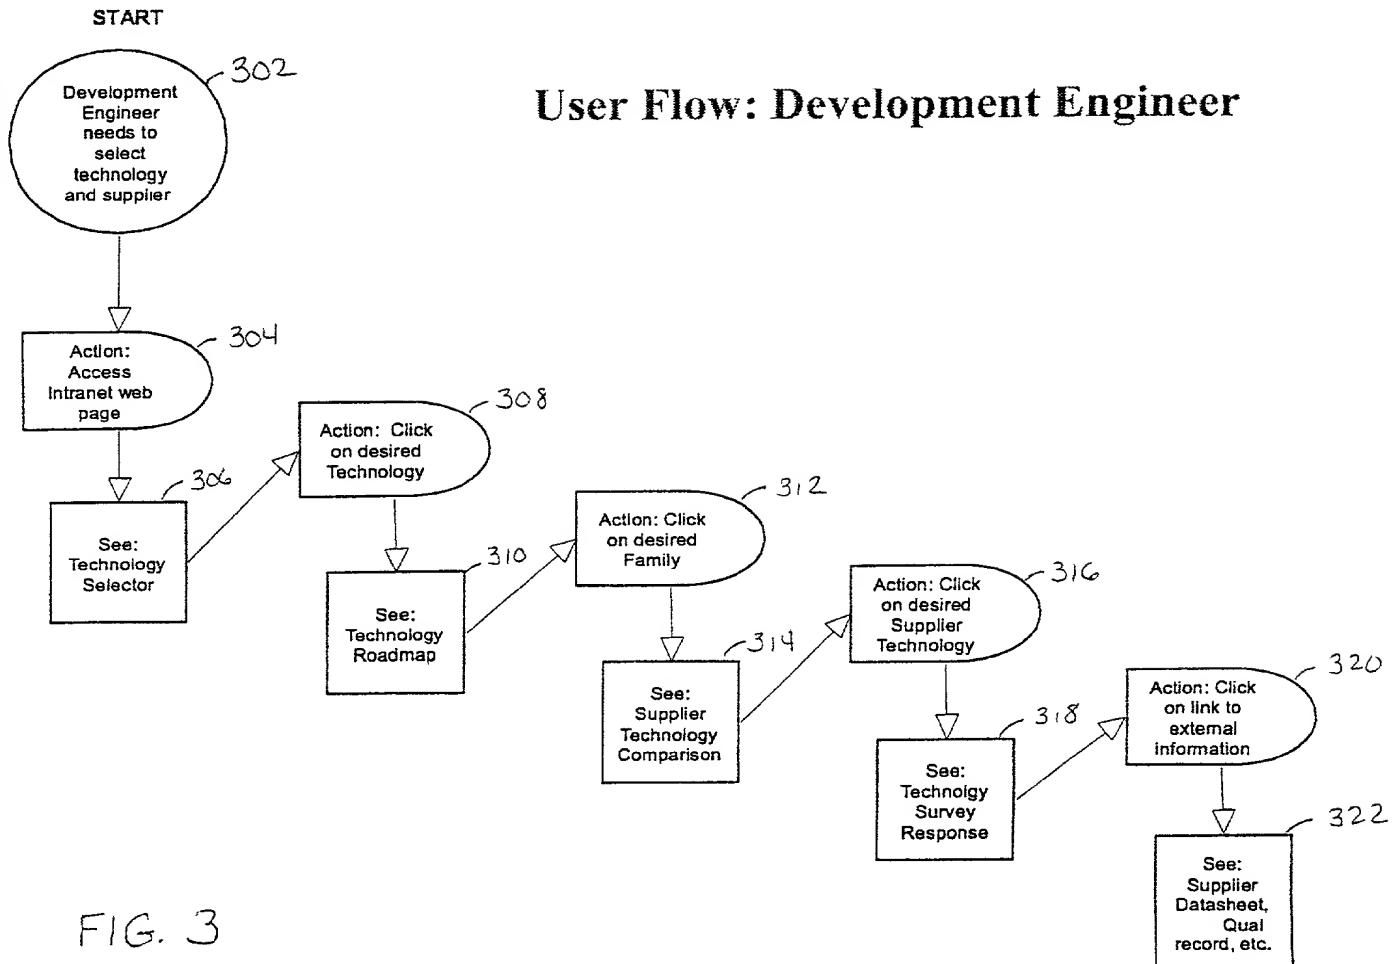 START
302
Development
Engineer
needs to
select
technology
and supplier
User Flow: Development Engineer
304
Action:
Access
Intranet web
page
306
See:
Technology
Selector
308
Action: Click
on desired
Technology
310
See:
Technology
Roadmap
312
Action: Click
on desired
Family
314
See:
Supplier
Technology
Comparison
316
Action: Click
on desired
Supplier
Technology
318
See:
Technolgy
Survey
Response
320
Action: Click
on link to
external
information
322
See:
Supplier
Datasheet,
Qual
record, etc.
FIG. 3